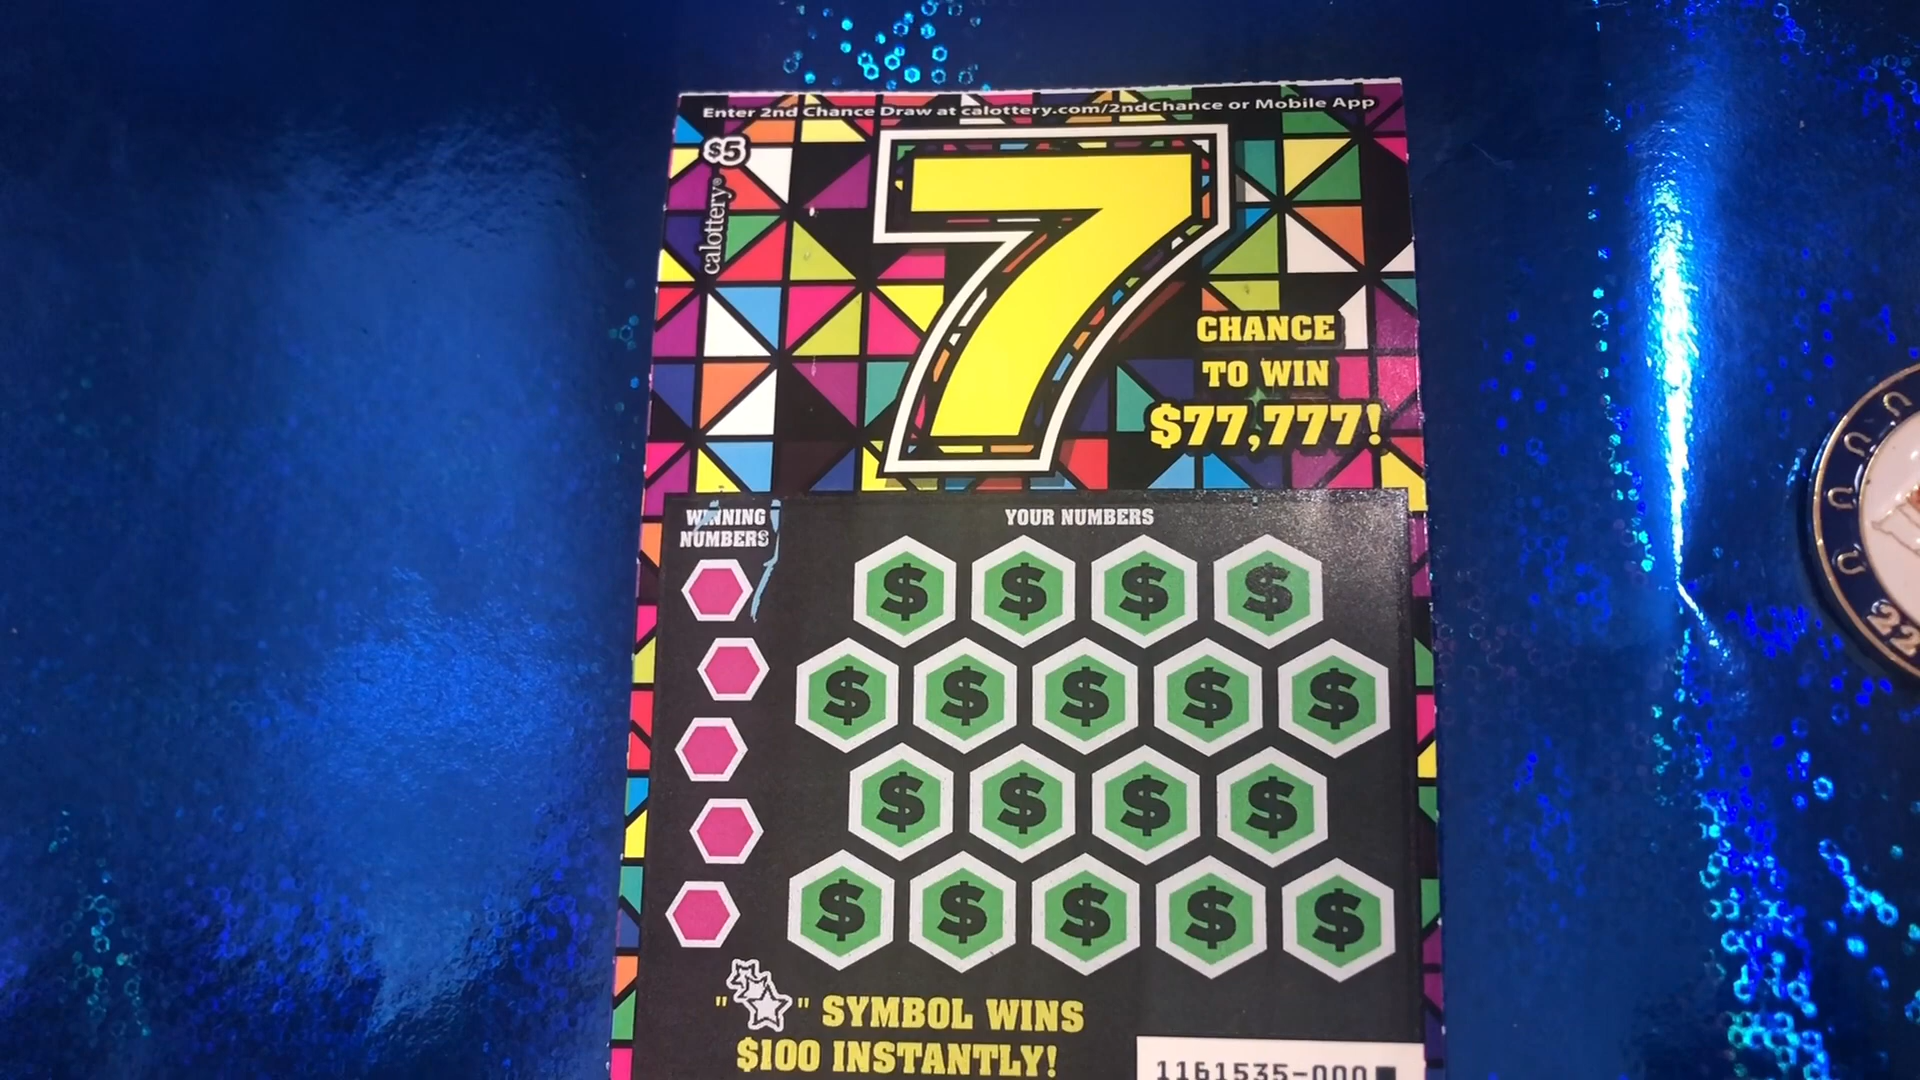 Enter 2nd Chance Draw at calottery.com/2ndChance or Mobile App
$5
calottery®
7
CHANCE
TO WIN
$77,777!
WINNING
NUMBERS
YOUR NUMBERS
$ $ $ $
$ $ $ $ $
$ $ $ $
$ $ $ $ $
" " SYMBOL WINS
$100 INSTANTLY!
1161535-000
22